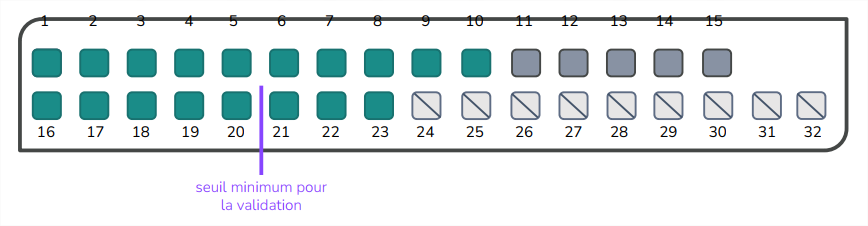 1 2 3 4 5 6 7 8 9 10 11 12 13 14 15
16 17 18 19 20 21 22 23 24 25 26 27 28 29 30 31 32
seuil minimum pour
la validation